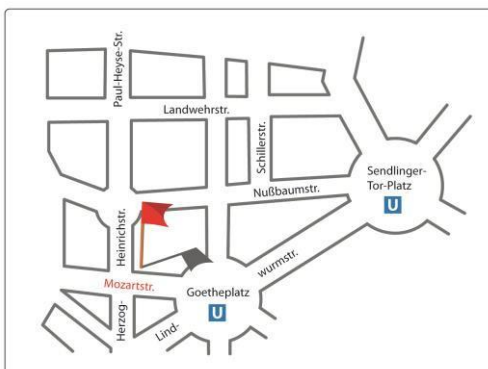 Paul-Heyse-Str.
Landwehrstr.
Schillerstr.
Sendlinger-
Tor-Platz
U
Nußbaumstr.
Heinrichstr.
wurmstr.
Mozartstr.
Goetheplatz
U
Herzog-
Lind-